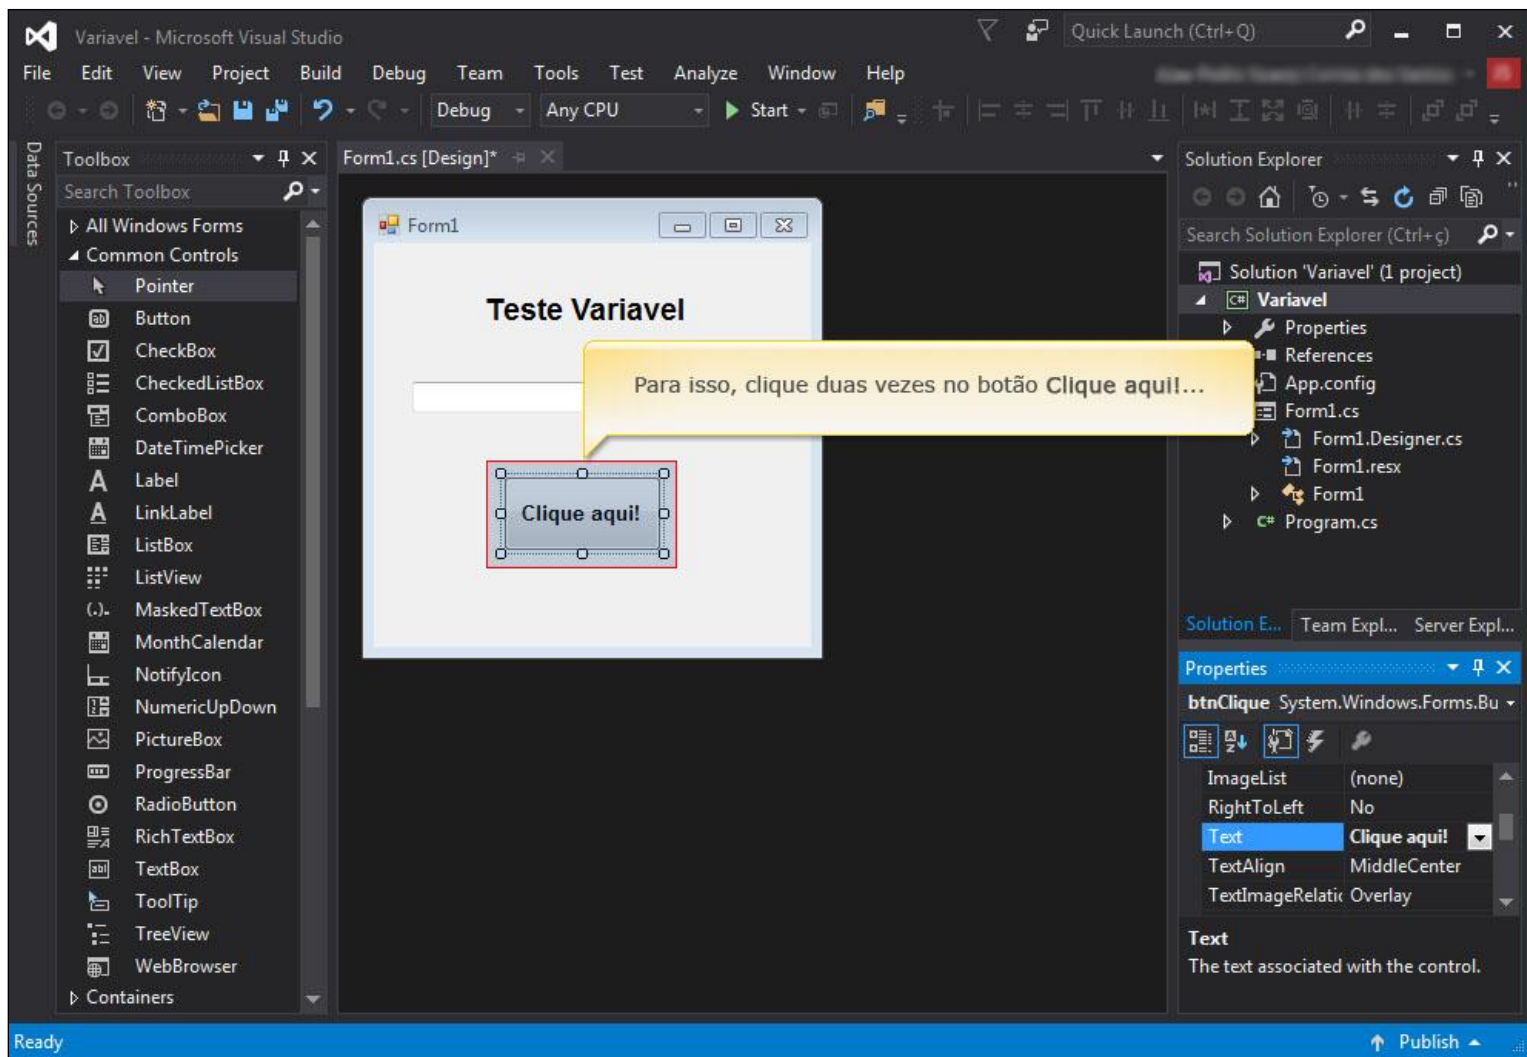 Variavel - Microsoft Visual Studio
Quick Launch (Ctrl+Q)
File Edit View Project Build Debug Team Tools Test Analyze Window Help
Debug Any CPU Start
Data Sources
Toolbox
Search Toolbox
All Windows Forms
Common Controls
Pointer
Button
CheckBox
CheckedListBox
ComboBox
DateTimePicker
Label
LinkLabel
ListBox
ListView
MaskedTextBox
MonthCalendar
NotifyIcon
NumericUpDown
PictureBox
ProgressBar
RadioButton
RichTextBox
TextBox
ToolTip
TreeView
WebBrowser
Containers
Form1.cs [Design]*
Form1
Teste Variavel
Para isso, clique duas vezes no botão Clique aqui!...
Clique aqui!
Solution Explorer
Search Solution Explorer (Ctrl+ç)
Solution 'Variavel' (1 project)
Variavel
Properties
References
App.config
Form1.cs
Form1.Designer.cs
Form1.resx
Form1
Program.cs
Solution E... Team Expl... Server Expl...
Properties
btnClique System.Windows.Forms.Bu
ImageList (none)
RightToLeft No
Text Clique aqui!
TextAlign MiddleCenter
TextImageRelatic Overlay
Text
The text associated with the control.
Ready
Publish